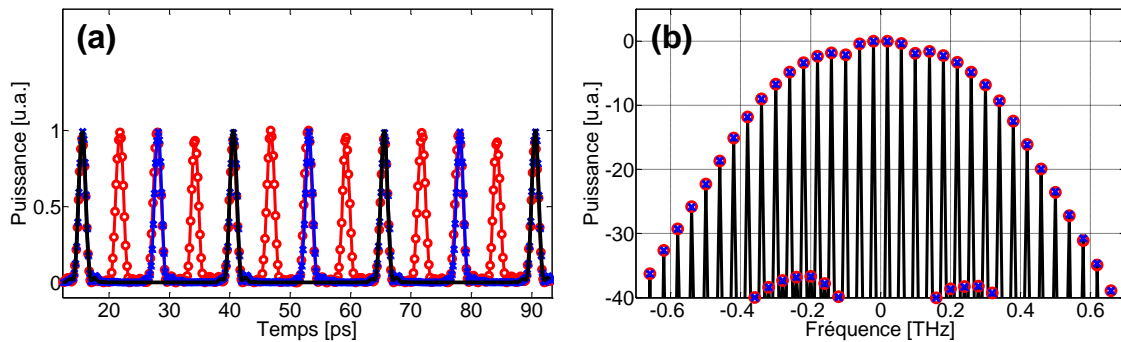 (a)
Puissance [u.a.]
1
0.5
0
20 30 40 50 60 70 80 90
Temps [ps]
(b)
Puissance [u.a.]
0
-10
-20
-30
-40
-0.6 -0.4 -0.2 0 0.2 0.4 0.6
Fréquence [THz]